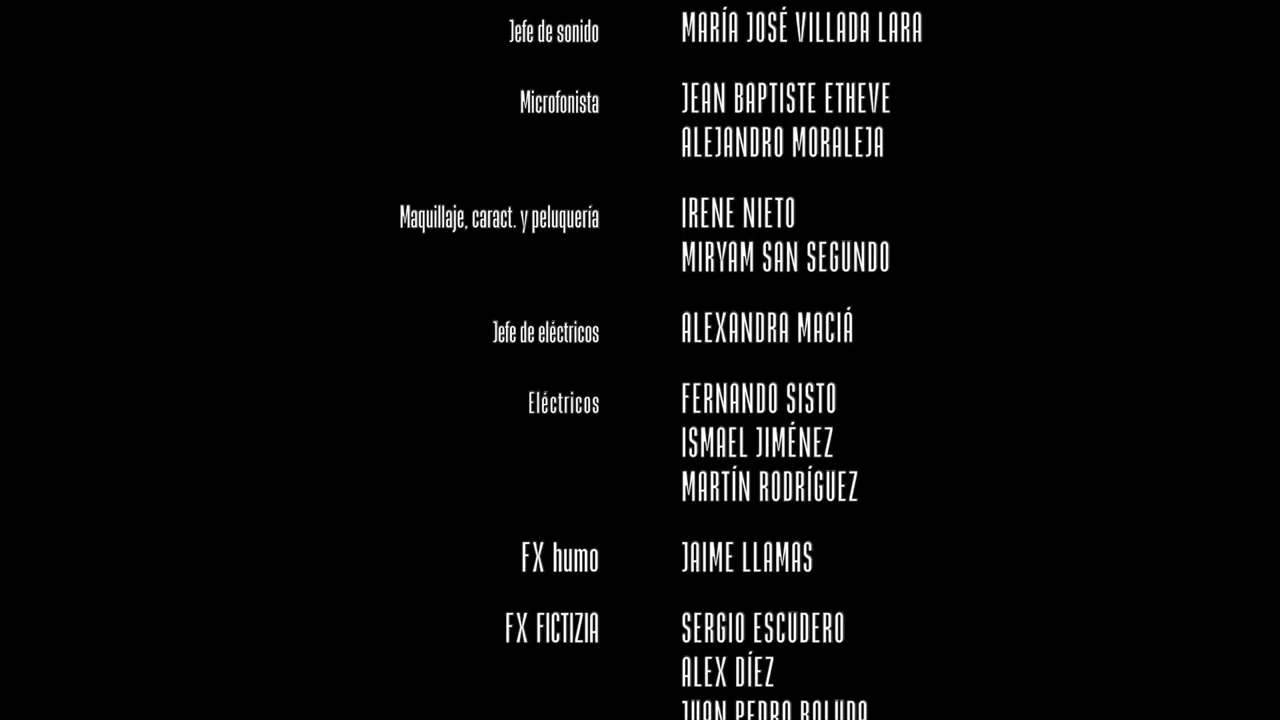 Jefe de sonido MARÍA JOSÉ VILLADA LARA
Microfonista JEAN BAPTISTE ETHEVE
ALEJANDRO MORALEJA
Maquillaje, caract. y peluquería IRENE NIETO
MIRYAM SAN SEGUNDO
Jefe de eléctricos ALEXANDRA MACIÁ
Eléctricos FERNANDO SISTO
ISMAEL JIMÉNEZ
MARTÍN RODRÍGUEZ
FX humo JAIME LLAMAS
FX FICTIZIA SERGIO ESCUDERO
ALEX DÍEZ
JUAN PEDRO